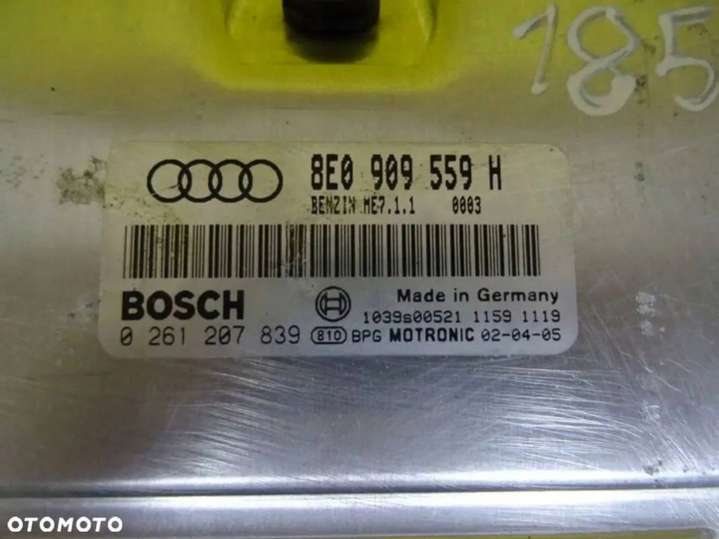 185
8E0 909 559 H
BENZIN ME7.1.1 0003
BOSCH
Made in Germany
1039s00521 1159 1119
0 261 207 839 810 BPG MOTRONIC 02-04-05
OTOMOTO